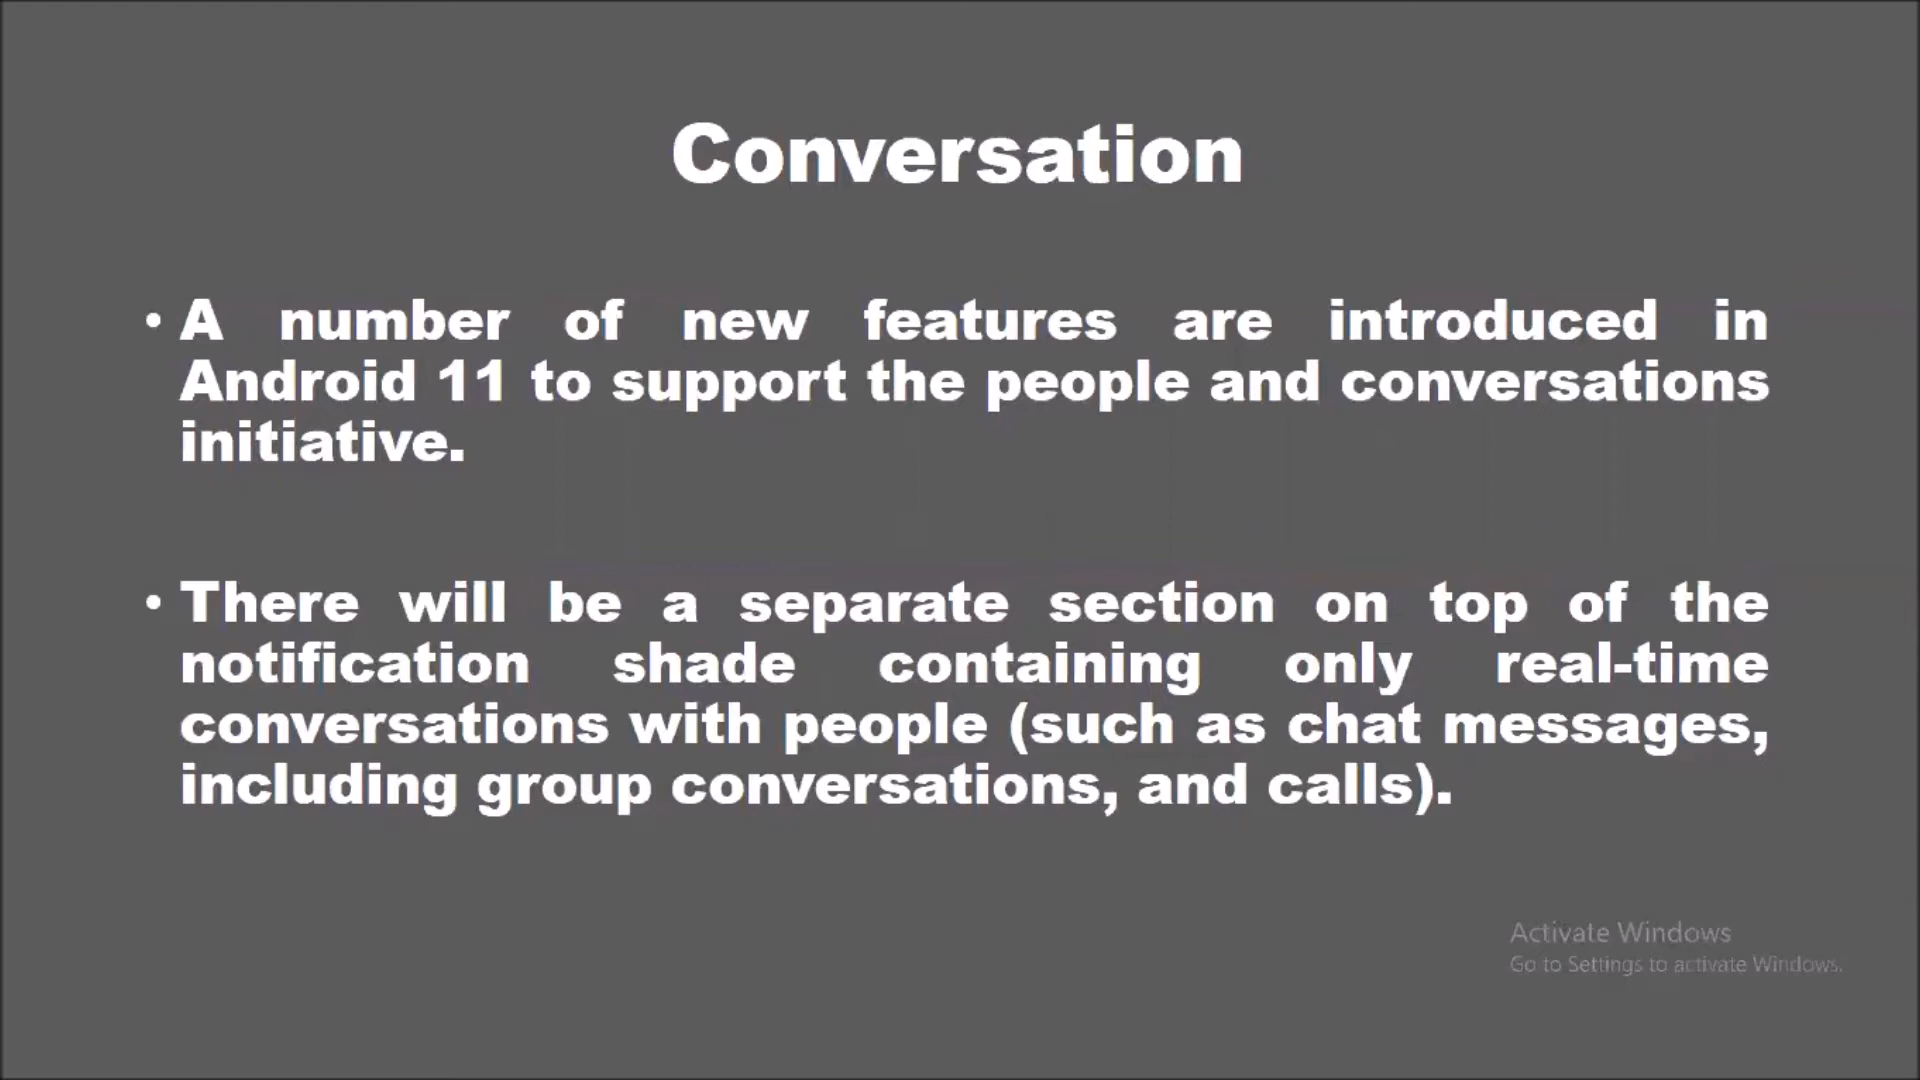 Conversation
• A number of new features are introduced in
Android 11 to support the people and conversations
initiative.
• There will be a separate section on top of the
notification shade containing only real-time
conversations with people (such as chat messages,
including group conversations, and calls).
Activate Windows
Go to Settings to activate Windows.